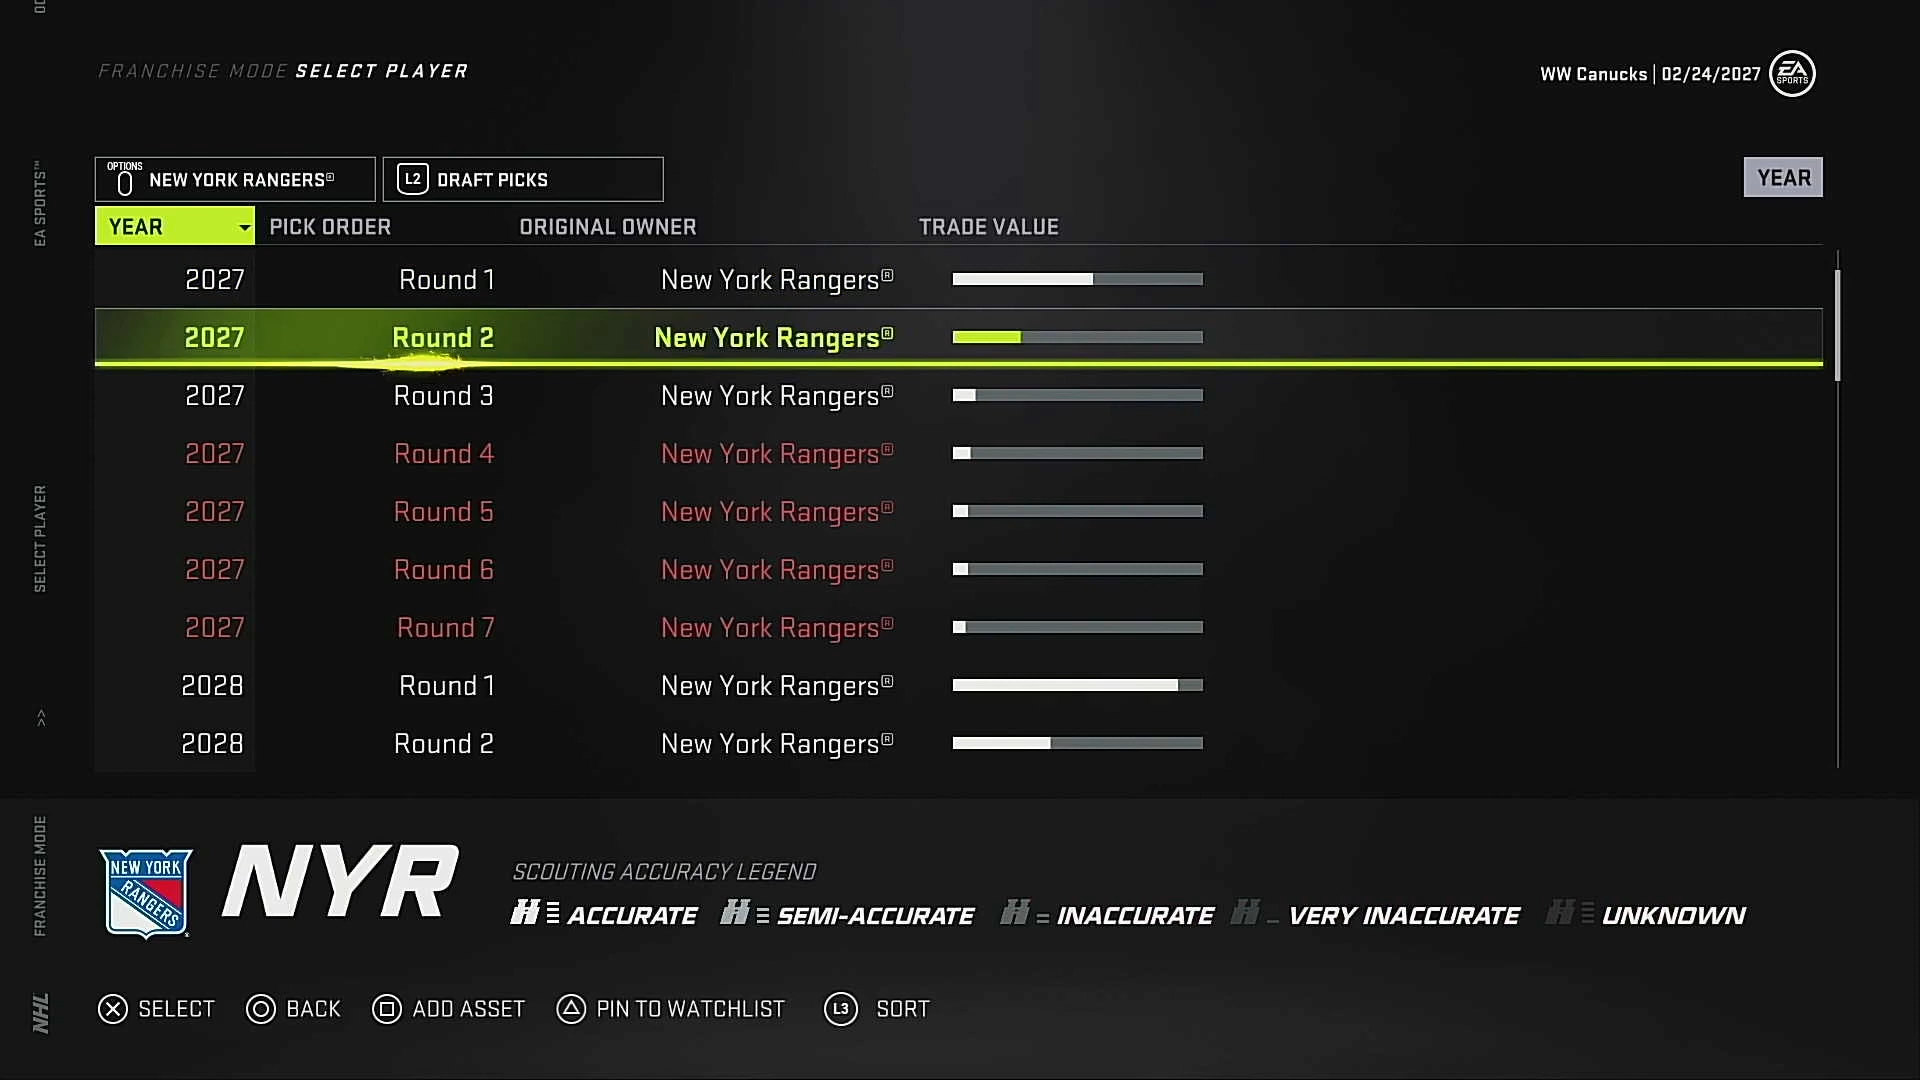 FRANCHISE MODE SELECT PLAYER
WW Canucks | 02/24/2027
EA SPORTS
OPTIONS
NEW YORK RANGERS®
L2 DRAFT PICKS
YEAR
YEAR PICK ORDER ORIGINAL OWNER TRADE VALUE
2027 Round 1 New York Rangers®
2027 Round 2 New York Rangers®
2027 Round 3 New York Rangers®
2027 Round 4 New York Rangers®
2027 Round 5 New York Rangers®
2027 Round 6 New York Rangers®
2027 Round 7 New York Rangers®
2028 Round 1 New York Rangers®
2028 Round 2 New York Rangers®
EA SPORTS™
SELECT PLAYER
>>
FRANCHISE MODE
NHL
NEW YORK
RANGERS
NYR
SCOUTING ACCURACY LEGEND
ACCURATE SEMI-ACCURATE INACCURATE VERY INACCURATE UNKNOWN
SELECT BACK ADD ASSET PIN TO WATCHLIST L3 SORT